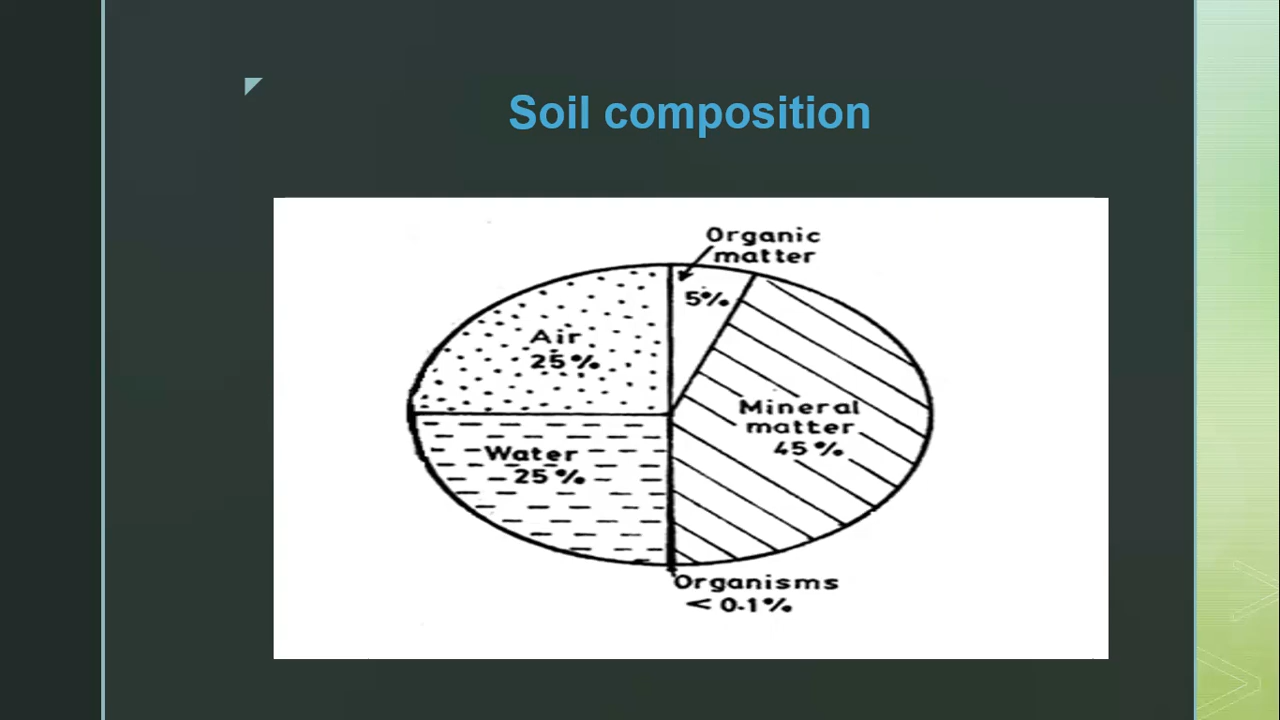 Soil composition
Organic
matter
5%
Air
25%
Mineral
matter
45%
Water
25%
Organisms
< 0.1%